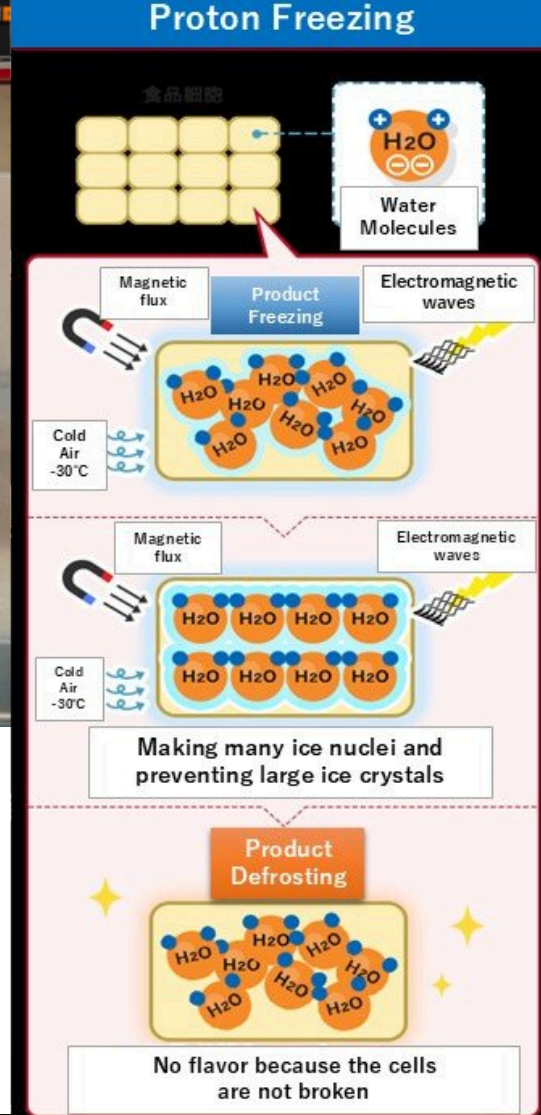 Proton Freezing
食品細胞
H2O
Water
Molecules
Magnetic
flux
Product
Freezing
Electromagnetic
waves
H2O
H2O
H2O
H2O
H2O
H2O
H2O
H2O
Cold
Air
-30°C
Magnetic
flux
Electromagnetic
waves
H2O H2O H2O H2O
H2O H2O H2O H2O
Cold
Air
-30°C
Making many ice nuclei and
preventing large ice crystals
Product
Defrosting
H2O
H2O
H2O
H2O
H2O
H2O
H2O
H2O
No flavor because the cells
are not broken